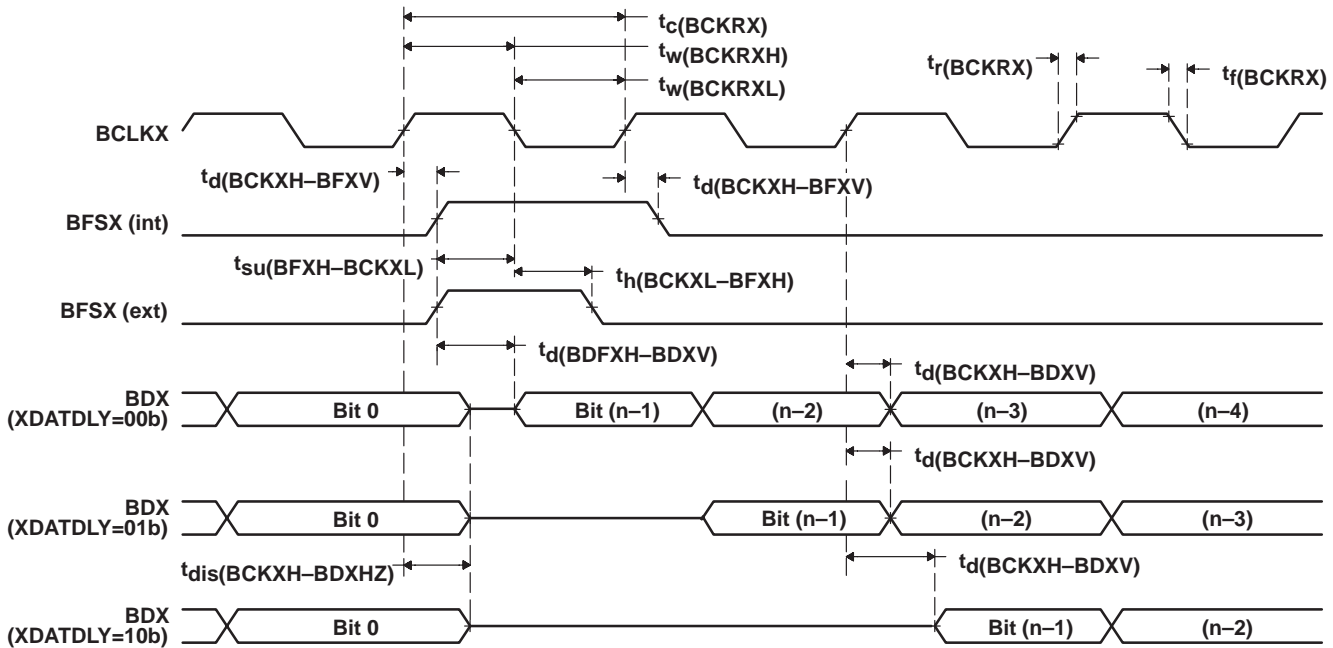 tc(BCKRX)
tw(BCKRXH)
tr(BCKRX)
tf(BCKRX)
tw(BCKRXL)
BCLKX
td(BCKXH–BFXV)
td(BCKXH–BFXV)
BFSX (int)
tsu(BFXH–BCKXL)
th(BCKXL–BFXH)
BFSX (ext)
td(BDFXH–BDXV)
td(BCKXH–BDXV)
BDX
(XDATDLY=00b)
Bit 0
Bit (n–1)
(n–2)
(n–3)
(n–4)
td(BCKXH–BDXV)
BDX
(XDATDLY=01b)
Bit 0
Bit (n–1)
(n–2)
(n–3)
tdis(BCKXH–BDXHZ)
td(BCKXH–BDXV)
BDX
(XDATDLY=10b)
Bit 0
Bit (n–1)
(n–2)